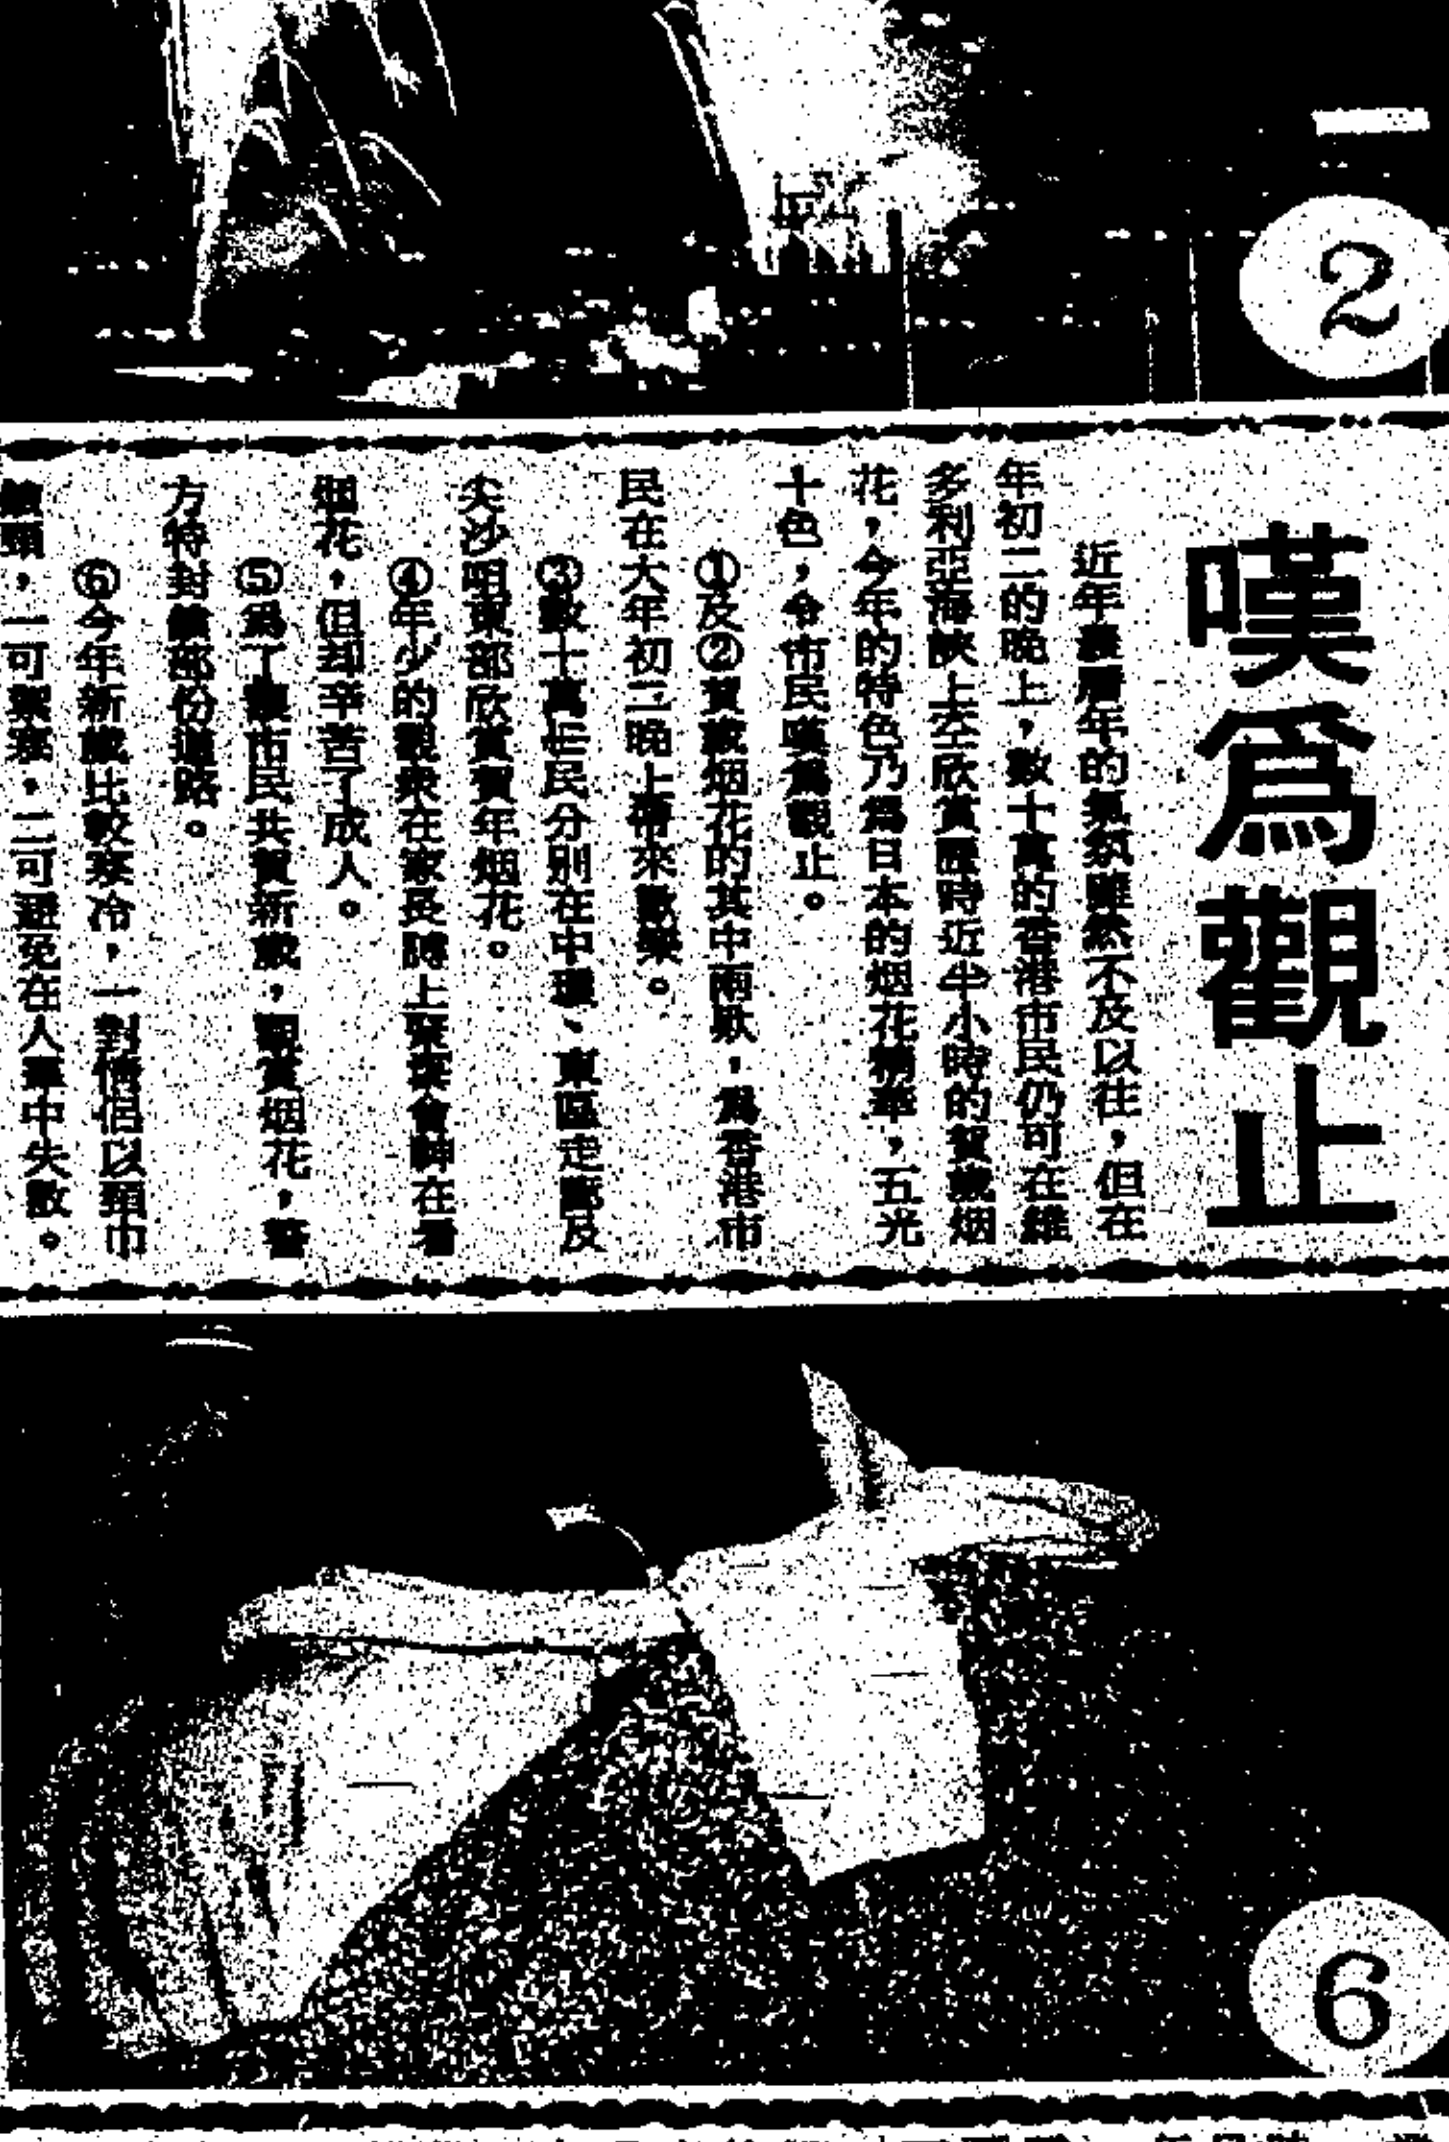 2
嘆爲觀止
近年農曆年的氣氛雖然不及以往，但在
年初二的晚上，數十萬的香港市民仍可在維
多利亞海峽上空欣賞歷時近半小時的賀歲烟
花，今年的特色乃爲日本的烟花精華，五光
十色，令市民嘆爲觀止。
①及②賀歲烟花的其中兩款，爲香港市
民在大年初二晚上帶來歡樂。
③數十萬市民分別在中環、東區走廊及
尖沙咀東部欣賞賀年烟花。
④年少的觀衆在家長膊上聚精會神在看
烟花，但却辛苦了成人。
⑤爲了讓市民共賀新歲，觀賞烟花，警
方特封鎖部份道路。
⑥今年新歲比較寒冷，一對情侶以頸巾
頸，一可禦寒，二可避免在人羣中失散。
6